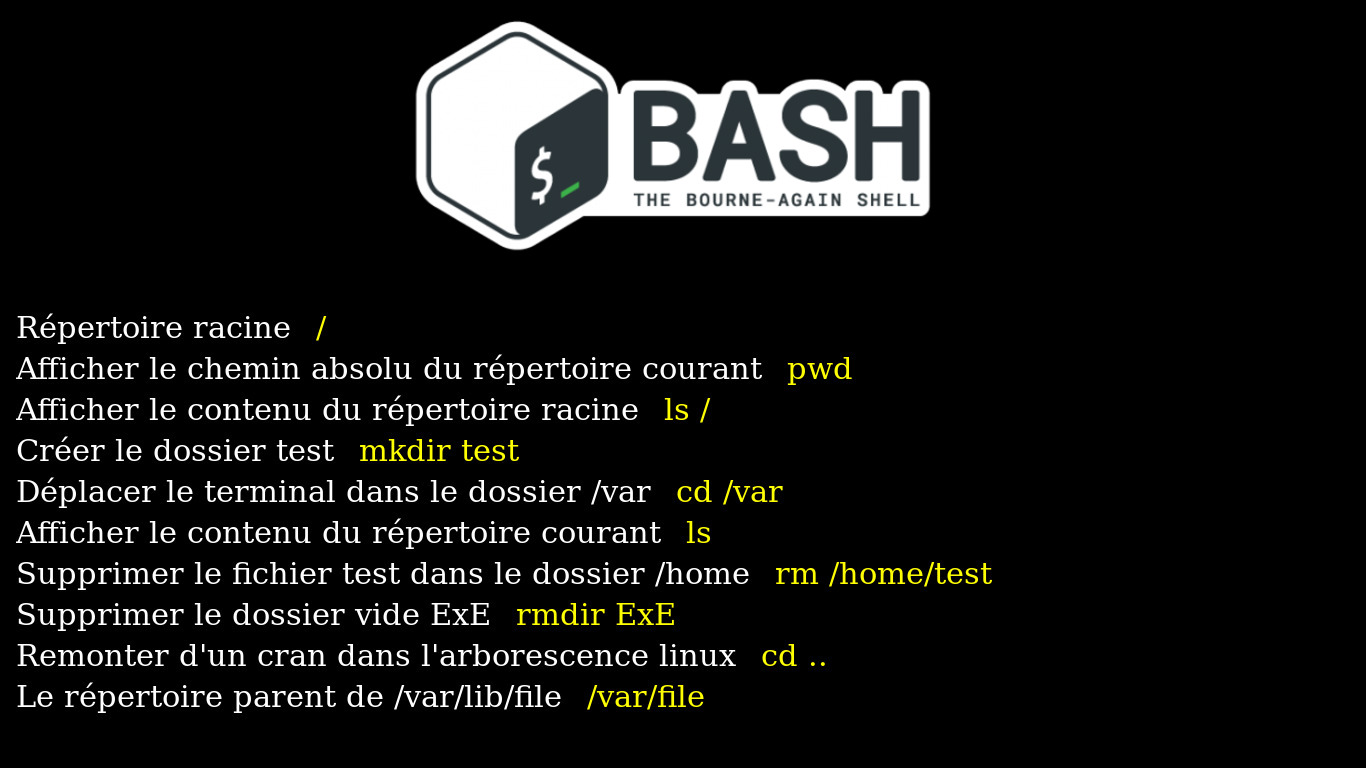 $_
BASH
THE BOURNE-AGAIN SHELL
Répertoire racine /
Afficher le chemin absolu du répertoire courant pwd
Afficher le contenu du répertoire racine ls /
Créer le dossier test mkdir test
Déplacer le terminal dans le dossier /var cd /var
Afficher le contenu du répertoire courant ls
Supprimer le fichier test dans le dossier /home rm /home/test
Supprimer le dossier vide ExE rmdir ExE
Remonter d'un cran dans l'arborescence linux cd ..
Le répertoire parent de /var/lib/file /var/file